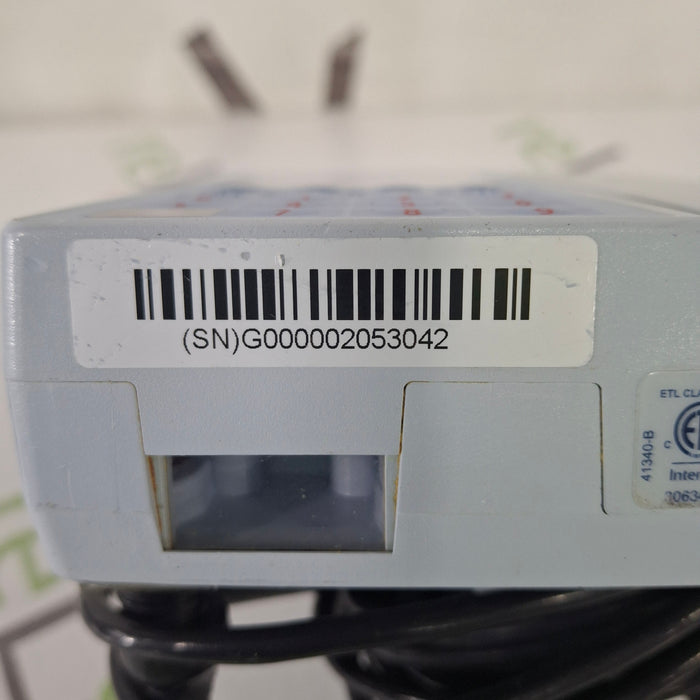 (SN)G000002053042
ETL CLA
41340-B
C
Inter
3063